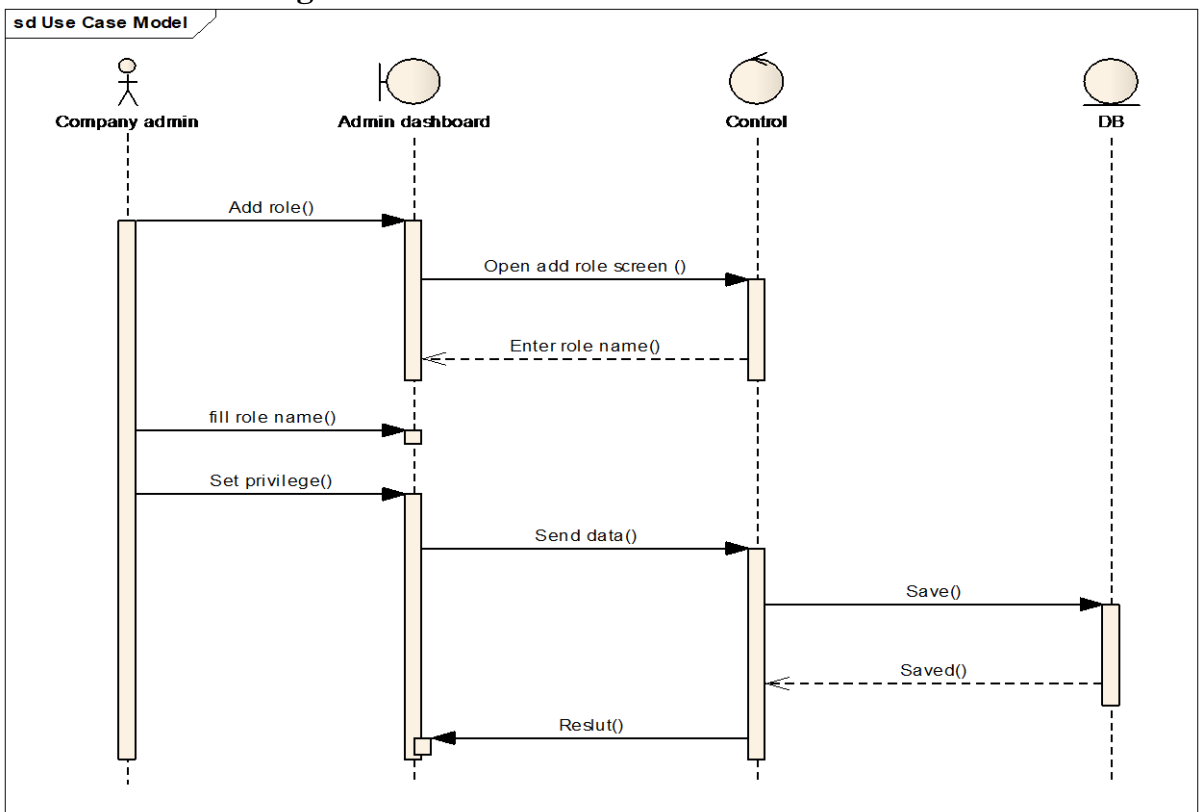 sd Use Case Model
Company admin
Admin dashboard
Control
DB
Add role()
Open add role screen ()
Enter role name()
fill role name()
Set privilege()
Send data()
Save()
Saved()
Reslut()